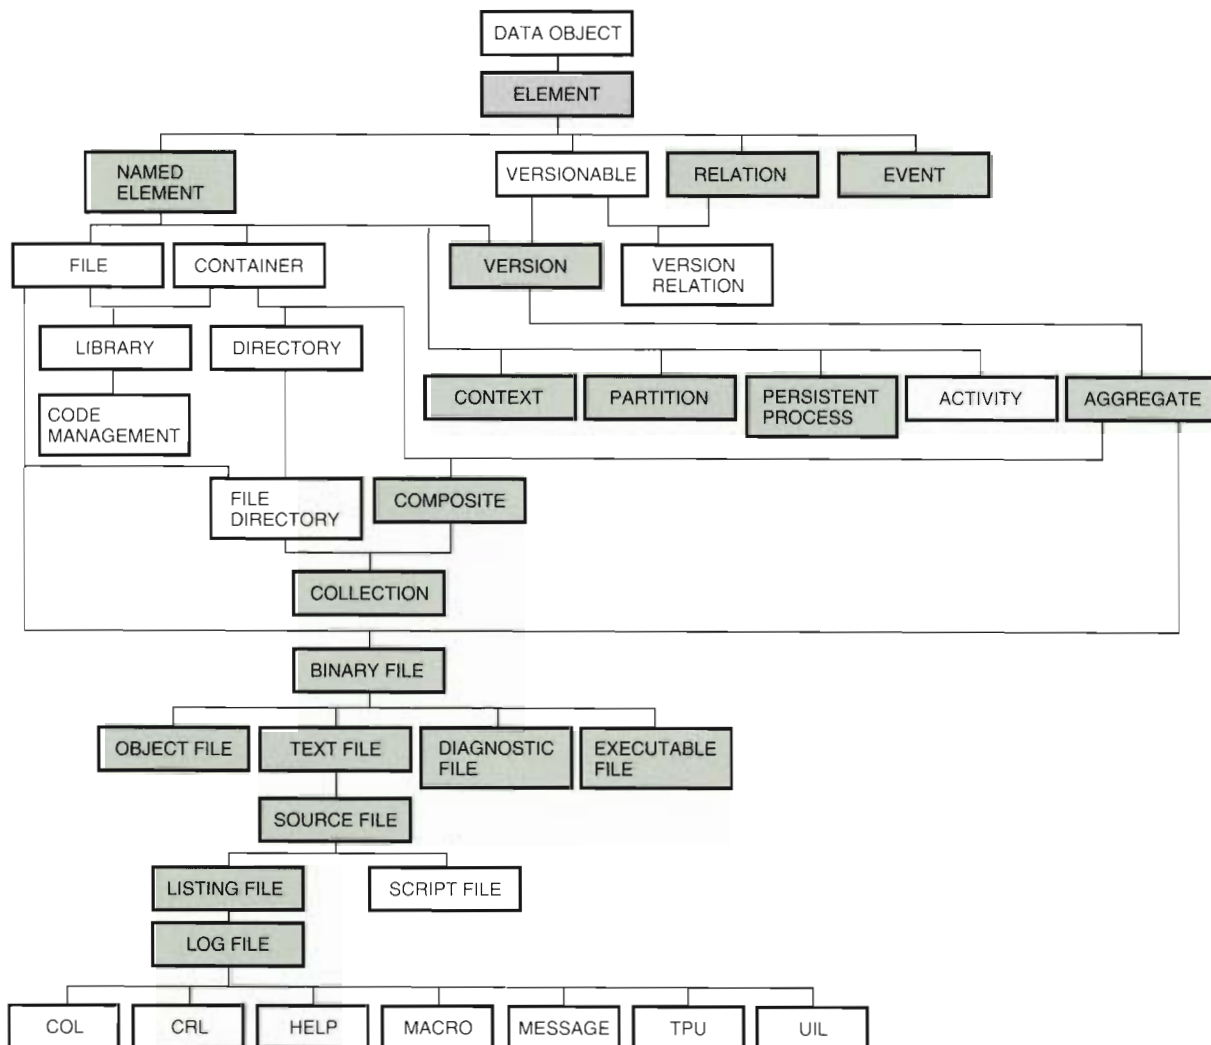 DATA OBJECT
ELEMENT
NAMED
ELEMENT
VERSIONABLE
RELATION
EVENT
FILE
CONTAINER
VERSION
VERSION
RELATION
LIBRARY
DIRECTORY
CODE
MANAGEMENT
CONTEXT
PARTITION
PERSISTENT
PROCESS
ACTIVITY
AGGREGATE
FILE
DIRECTORY
COMPOSITE
COLLECTION
BINARY FILE
OBJECT FILE
TEXT FILE
DIAGNOSTIC
FILE
EXECUTABLE
FILE
SOURCE FILE
LISTING FILE
SCRIPT FILE
LOG FILE
COL
CRL
HELP
MACRO
MESSAGE
TPU
UIL